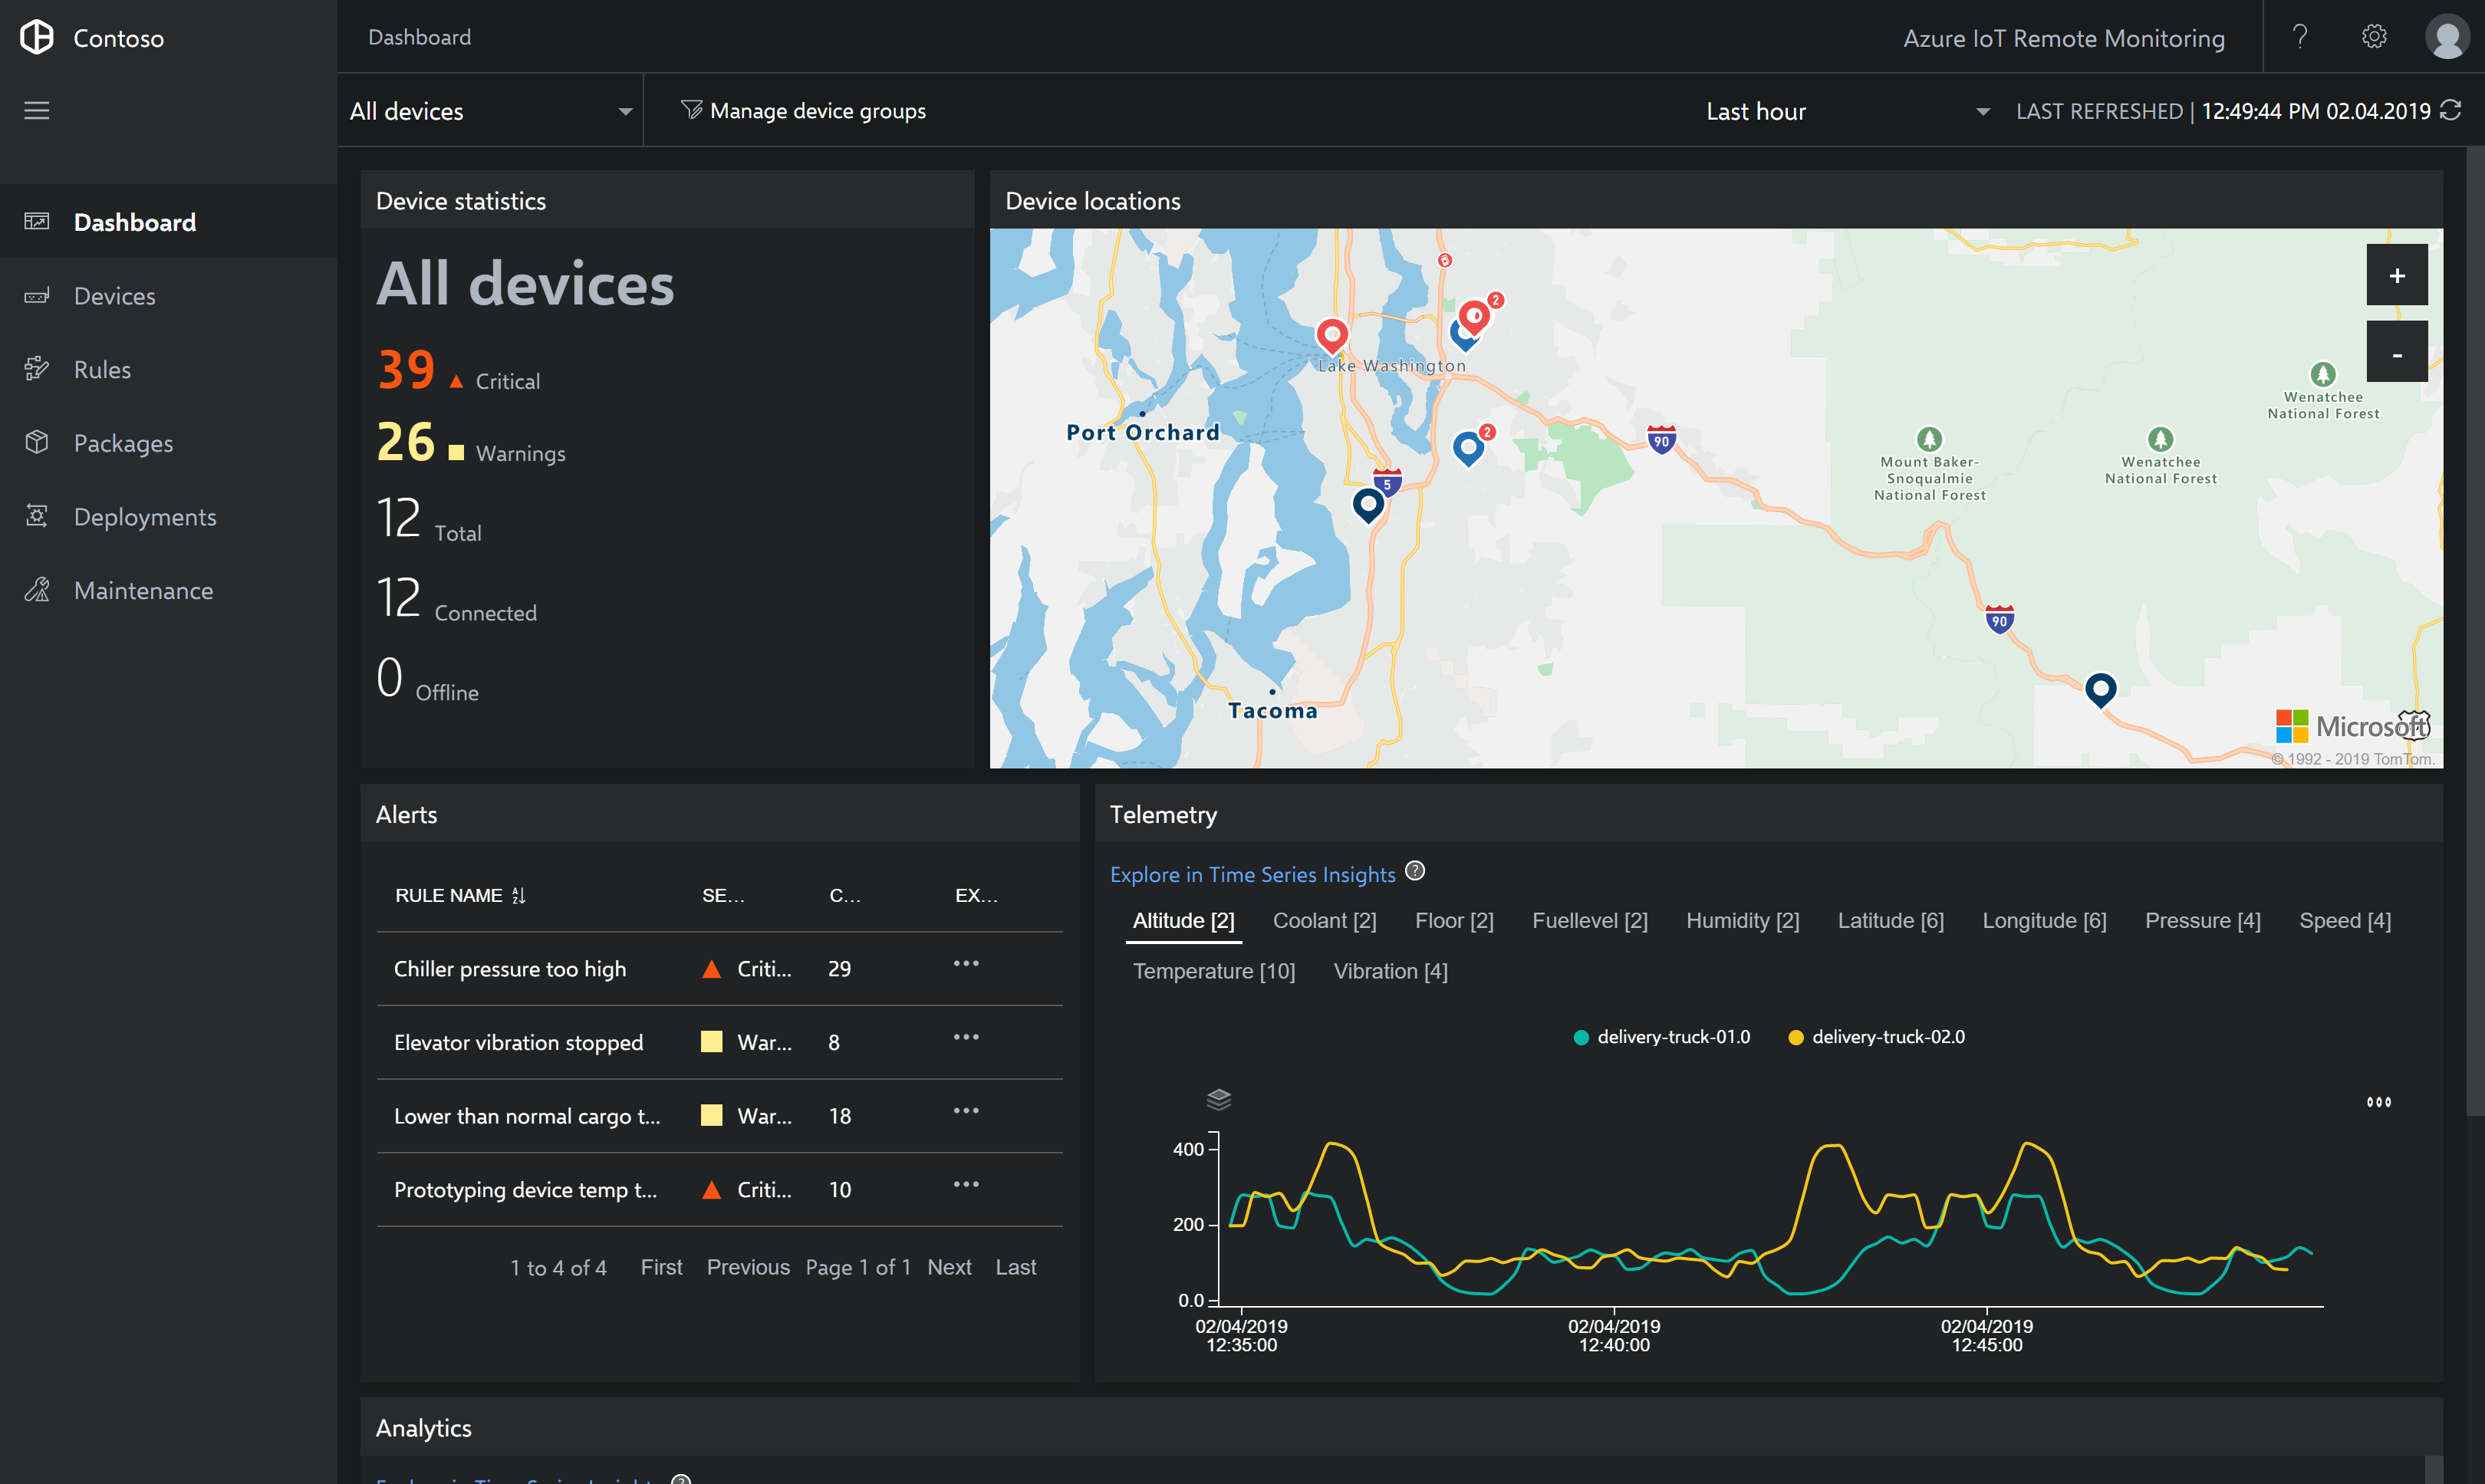 Contoso
Dashboard
Azure IoT Remote Monitoring
?
All devices
Manage device groups
Last hour
LAST REFRESHED | 12:49:44 PM 02.04.2019
Dashboard
Devices
Rules
Packages
Deployments
Maintenance
Device statistics
All devices
39 Critical
26 Warnings
12 Total
12 Connected
0 Offline
Device locations
+
-
2
Lake Washington
Port Orchard
2
5
90
Mount Baker-
Snoqualmie
National Forest
Wenatchee
National Forest
Wenatchee
National Forest
90
Tacoma
Microsoft
© 1992 - 2019 TomTom.
Alerts
RULE NAME SE... C... EX...
Chiller pressure too high Criti... 29 •••
Elevator vibration stopped War... 8 •••
Lower than normal cargo t... War... 18 •••
Prototyping device temp t... Criti... 10 •••
1 to 4 of 4 First Previous Page 1 of 1 Next Last
Telemetry
Explore in Time Series Insights ?
Altitude [2] Coolant [2] Floor [2] Fuellevel [2] Humidity [2] Latitude [6] Longitude [6] Pressure [4] Speed [4]
Temperature [10] Vibration [4]
delivery-truck-01.0 delivery-truck-02.0
400
200
0.0
02/04/2019 02/04/2019 02/04/2019
12:35:00 12:40:00 12:45:00
Analytics